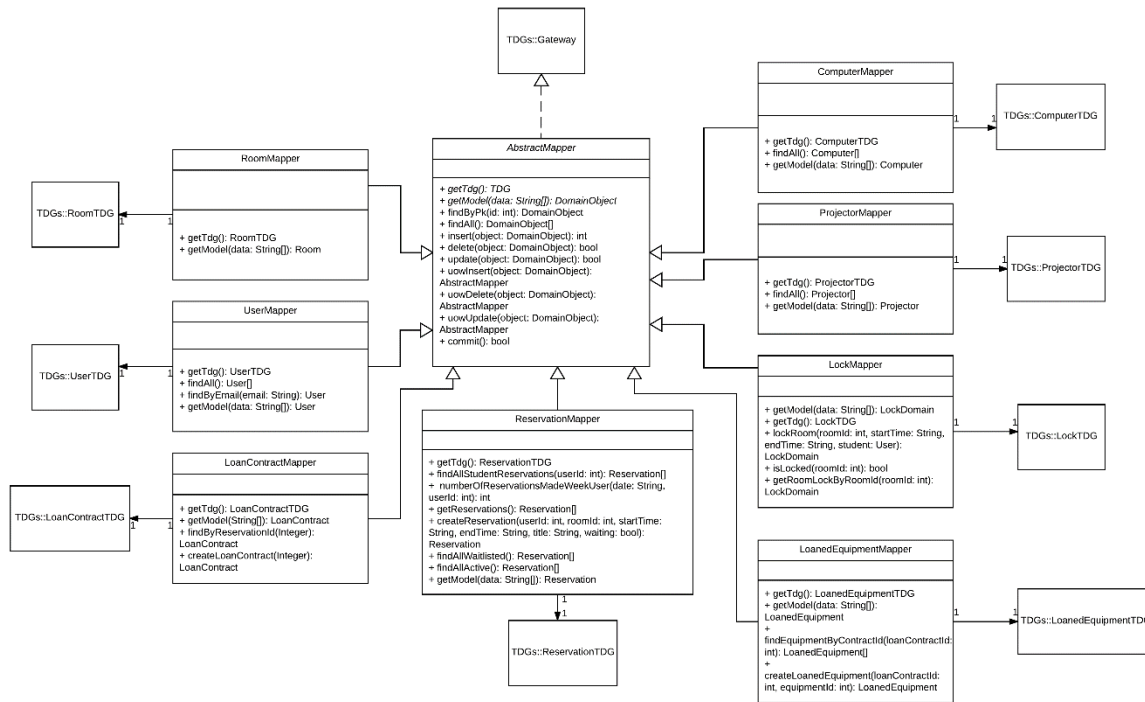 TDGs::Gateway
AbstractMapper
+ getTdg(): TDG
+ getModel(data: String[]): DomainObject
+ findByPk(id: int): DomainObject
+ findAll(): DomainObject[]
+ insert(object: DomainObject): int
+ delete(object: DomainObject): bool
+ update(object: DomainObject): bool
+ uowInsert(object: DomainObject):
AbstractMapper
+ uowDelete(object: DomainObject):
AbstractMapper
+ uowUpdate(object: DomainObject):
AbstractMapper
+ commit(): bool
RoomMapper
+ getTdg(): RoomTDG
+ getModel(data: String[]): Room
1
1
TDGs::RoomTDG
UserMapper
+ getTdg(): UserTDG
+ findAll(): User[]
+ findByEmail(email: String): User
+ getModel(data: String[]): User
1
1
TDGs::UserTDG
LoanContractMapper
+ getTdg(): LoanContractTDG
+ getModel(String[]): LoanContract
+ findByReservationId(Integer):
LoanContract
+ createLoanContract(Integer):
LoanContract
1
1
TDGs::LoanContractTDG
ReservationMapper
+ getTdg(): ReservationTDG
+ findAllStudentReservations(userId: int): Reservation[]
+ numberOfReservationsMadeWeekUser(date: String,
userId: int): int
+ getReservations(): Reservation[]
+ createReservation(userId: int, roomId: int, startTime:
String, endTime: String, title: String, waiting: bool):
Reservation
+ findAllWaitlisted(): Reservation[]
+ findAllActive(): Reservation[]
+ getModel(data: String[]): Reservation
1
1
TDGs::ReservationTDG
ComputerMapper
+ getTdg(): ComputerTDG
+ findAll(): Computer[]
+ getModel(data: String[]): Computer
1
1
TDGs::ComputerTDG
ProjectorMapper
+ getTdg(): ProjectorTDG
+ findAll(): Projector[]
+ getModel(data: String[]): Projector
1
1
TDGs::ProjectorTDG
LockMapper
+ getModel(data: String[]): LockDomain
+ getTdg(): LockTDG
+ lockRoom(roomId: int, startTime: String,
endTime: String, student: User):
LockDomain
+ isLocked(roomId: int): bool
+ getRoomLockByRoomId(roomId: int):
LockDomain
1
1
TDGs::LockTDG
LoanedEquipmentMapper
+ getTdg(): LoanedEquipmentTDG
+ getModel(data: String[]):
LoanedEquipment
+
findEquipmentByContractId(loanContractId:
int): LoanedEquipment[]
+
createLoanedEquipment(loanContractId:
int, equipmentId: int): LoanedEquipment
1
1
TDGs::LoanedEquipmentTDG